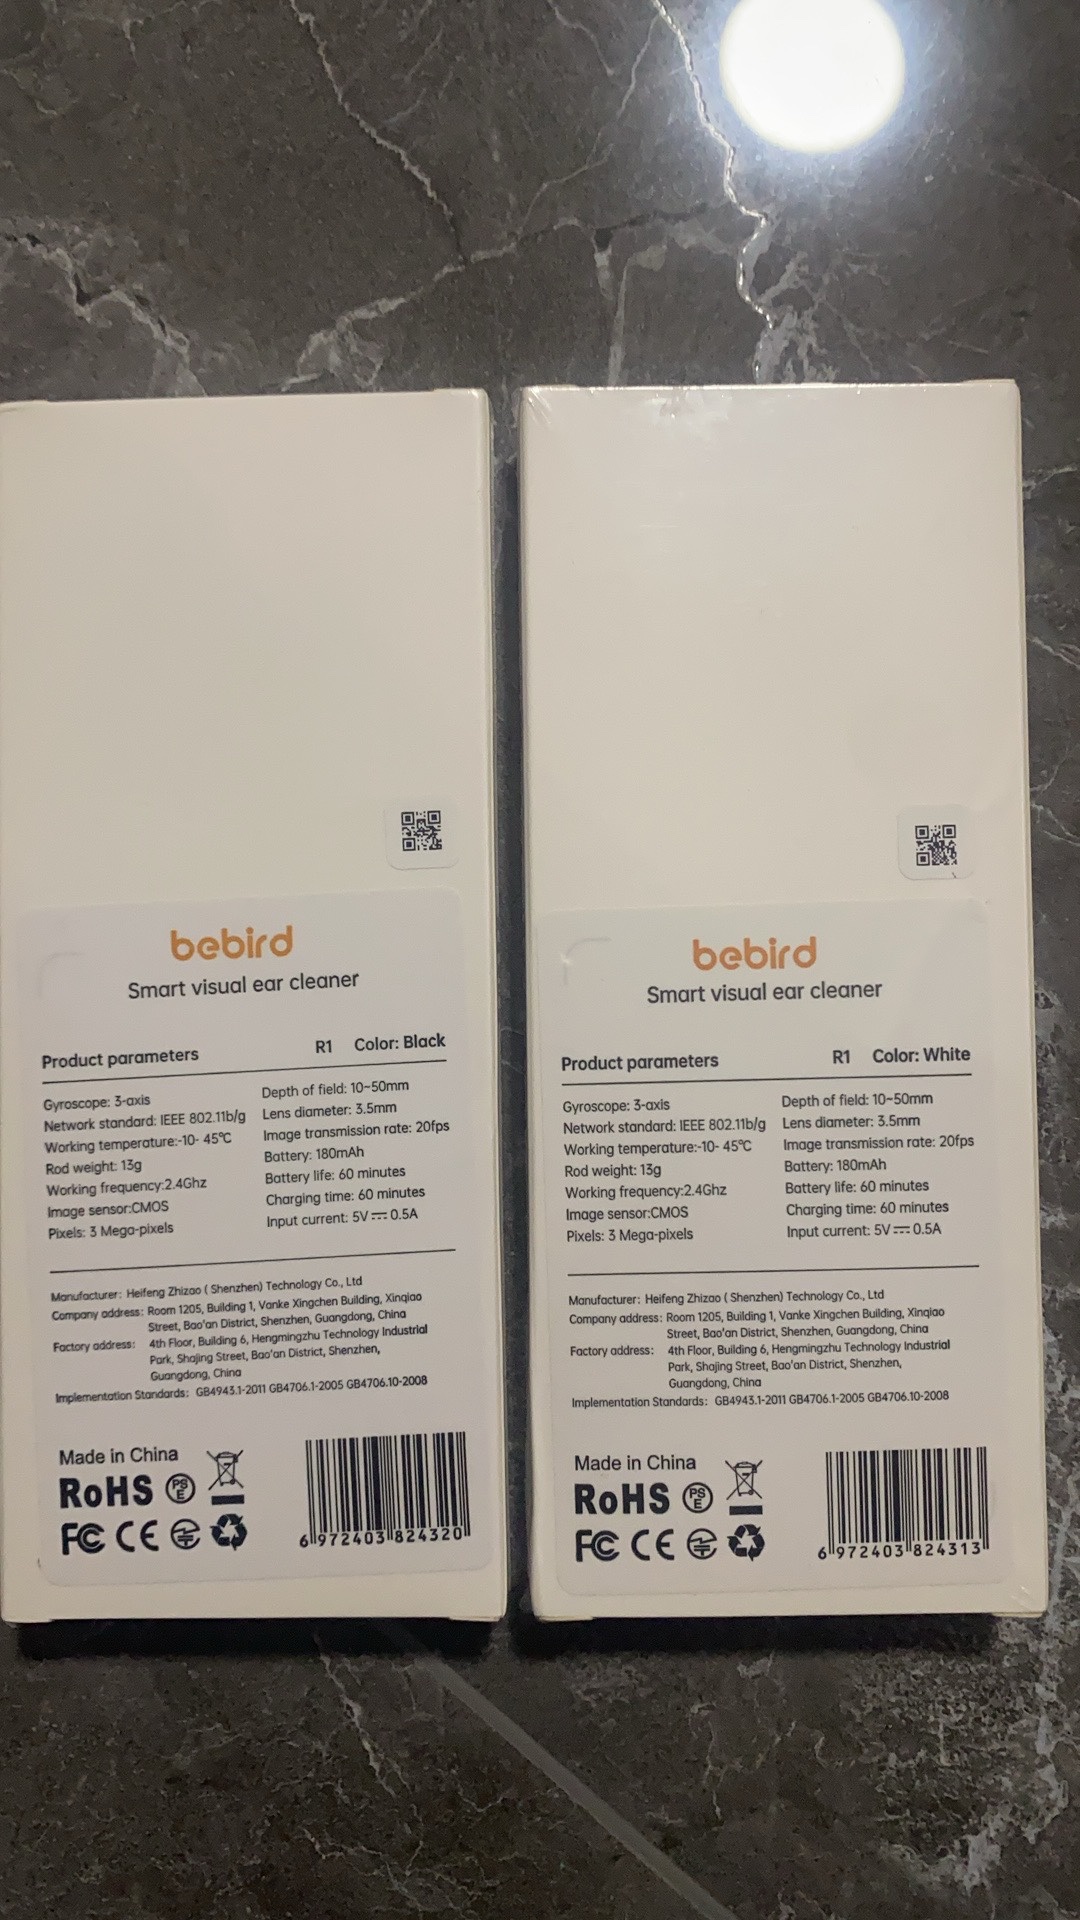 bebird
Smart visual ear cleaner
Product parameters R1 Color: Black
Gyroscope: 3-axis
Network standard: IEEE 802.11b/g
Working temperature:-10- 45℃
Rod weight: 13g
Working frequency:2.4Ghz
Image sensor:CMOS
Pixels: 3 Mega-pixels
Depth of field: 10~50mm
Lens diameter: 3.5mm
Image transmission rate: 20fps
Battery: 180mAh
Battery life: 60 minutes
Charging time: 60 minutes
Input current: 5V⎓0.5A
Manufacturer: Heifeng Zhizao ( Shenzhen) Technology Co., Ltd
Company address: Room 1205, Building 1, Vanke Xingchen Building, Xinqiao
Street, Bao'an District, Shenzhen, Guangdong, China
Factory address: 4th Floor, Building 6, Hengmingzhu Technology Industrial
Park, Shajing Street, Bao'an District, Shenzhen,
Guangdong, China
Implementation Standards: GB4943.1-2011 GB4706.1-2005 GB4706.10-2008
Made in China
RoHS PSE
FC CE
6 972403 824320
bebird
Smart visual ear cleaner
Product parameters R1 Color: White
Gyroscope: 3-axis
Network standard: IEEE 802.11b/g
Working temperature:-10- 45℃
Rod weight: 13g
Working frequency:2.4Ghz
Image sensor:CMOS
Pixels: 3 Mega-pixels
Depth of field: 10~50mm
Lens diameter: 3.5mm
Image transmission rate: 20fps
Battery: 180mAh
Battery life: 60 minutes
Charging time: 60 minutes
Input current: 5V⎓0.5A
Manufacturer: Heifeng Zhizao ( Shenzhen) Technology Co., Ltd
Company address: Room 1205, Building 1, Vanke Xingchen Building, Xinqiao
Street, Bao'an District, Shenzhen, Guangdong, China
Factory address: 4th Floor, Building 6, Hengmingzhu Technology Industrial
Park, Shajing Street, Bao'an District, Shenzhen,
Guangdong, China
Implementation Standards: GB4943.1-2011 GB4706.1-2005 GB4706.10-2008
Made in China
RoHS PSE
FC CE
6 972403 824313